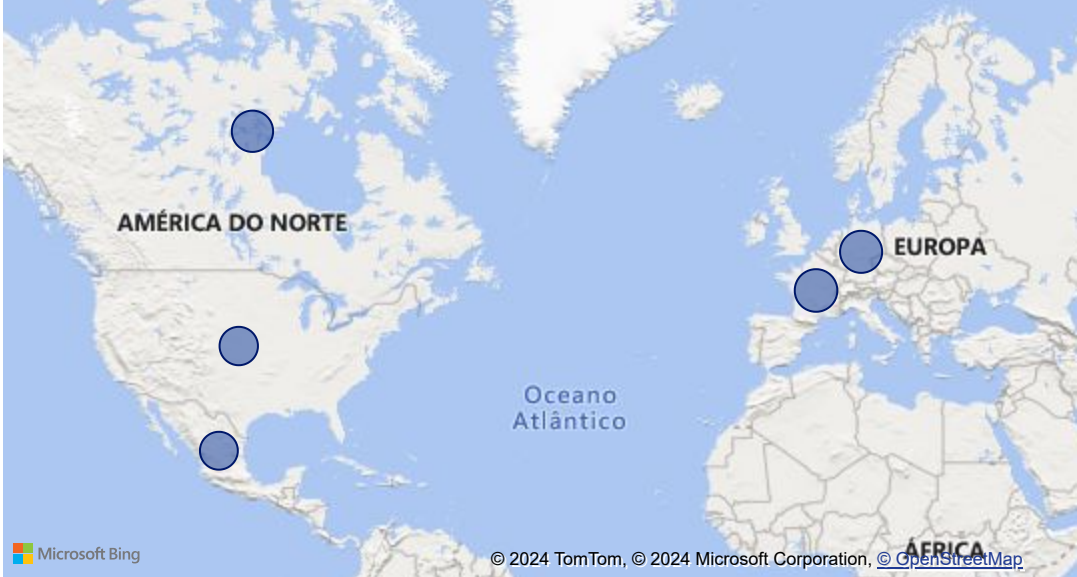 AMÉRICA DO NORTE
EUROPA
Oceano
Atlântico
ÁFRICA
Microsoft Bing
© 2024 TomTom, © 2024 Microsoft Corporation, © OpenStreetMap